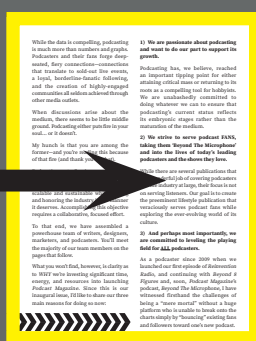 While the data is compelling, podcasting
is much more than numbers and graphs.
Podcasters and their fans forge deep-
seated, fiery connections—connections
that translate to sold-out live events,
a loyal, borderline-fanatic following,
and the creation of highly-engaged
communities all seldom achieved through
other media outlets.
When discussions arise about the
medium, there seems to be little middle
ground. Podcasting either puts fire in your
soul... or it doesn't.
My hunch is that you are among the
former—and you're reading this because
of that fire (and thank you
scalable and sustainable
and honoring the industry
it deserves. Accomplishing this objective
requires a collaborative, focused effort.
To that end, we have assembled a
powerhouse team of writers, designers,
marketers, and podcasters. You'll meet
the majority of our team members on the
pages that follow.
What you won't find, however, is clarity as
to WHY we're investing significant time,
energy, and resources into launching
Podcast Magazine. Since this is our
inaugural issue, I'd like to share our three
main reasons for doing so now:
1) We are passionate about podcasting
and want to do our part to support its
growth.
Podcasting has, we believe, reached
an important tipping point for either
attaining critical mass or returning to its
roots as a compelling tool for hobbyists.
We are unabashedly committed to
doing whatever we can to ensure that
podcasting's current status reflects
its embryonic stages rather than the
maturation of the medium.
2) We strive to serve podcast FANS,
taking them 'Beyond The Microphone'
and into the lives of today's leading
podcasters and the shows they love.
While there are several publications that
job of covering podcasters
industry at large, their focus is not
on serving listeners. Our goal is to create
the preeminent lifestyle publication that
voraciously serves podcast fans while
exploring the ever-evolving world of its
culture.
3) And perhaps most importantly, we
are committed to leveling the playing
field for ALL podcasters.
As a podcaster since 2009 when we
launched our first episode of Reinvention
Radio, and continuing with Beyond 8
Figures and, soon, Podcast Magazine's
podcast, Beyond The Microphone, I have
witnessed firsthand the challenges of
being a "mere mortal" without a huge
platform who is unable to break onto the
charts simply by "bouncing" existing fans
and followers toward one's new podcast.